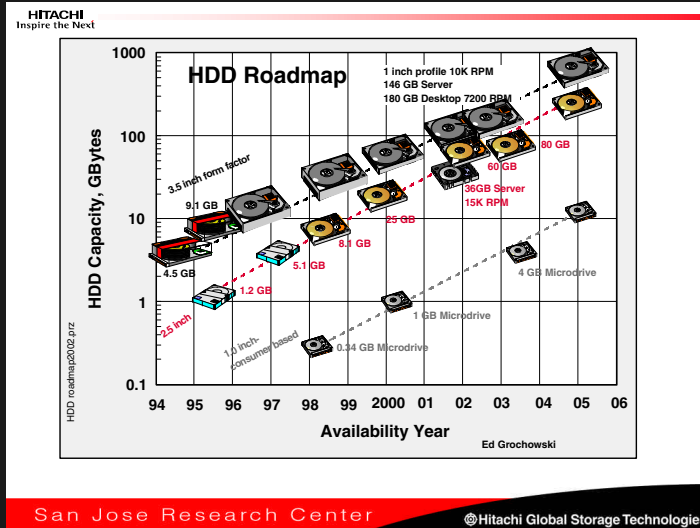 HITACHI
Inspire the Next
HDD Roadmap
1 inch profile 10K RPM
146 GB Server
180 GB Desktop 7200 RPM
HDD Capacity, GBytes
1000
100
10
1
0.1
3.5 inch form factor
9.1 GB
4.5 GB
80 GB
60 GB
36GB Server
15K RPM
25 GB
8.1 GB
5.1 GB
1.2 GB
2.5 inch
4 GB Microdrive
1 GB Microdrive
0.34 GB Microdrive
1.0 inch-
consumer based
94 95 96 97 98 99 2000 01 02 03 04 05 06
Availability Year
Ed Grochowski
HDD roadmap2002.prz
San Jose Research Center
Hitachi Global Storage Technologie